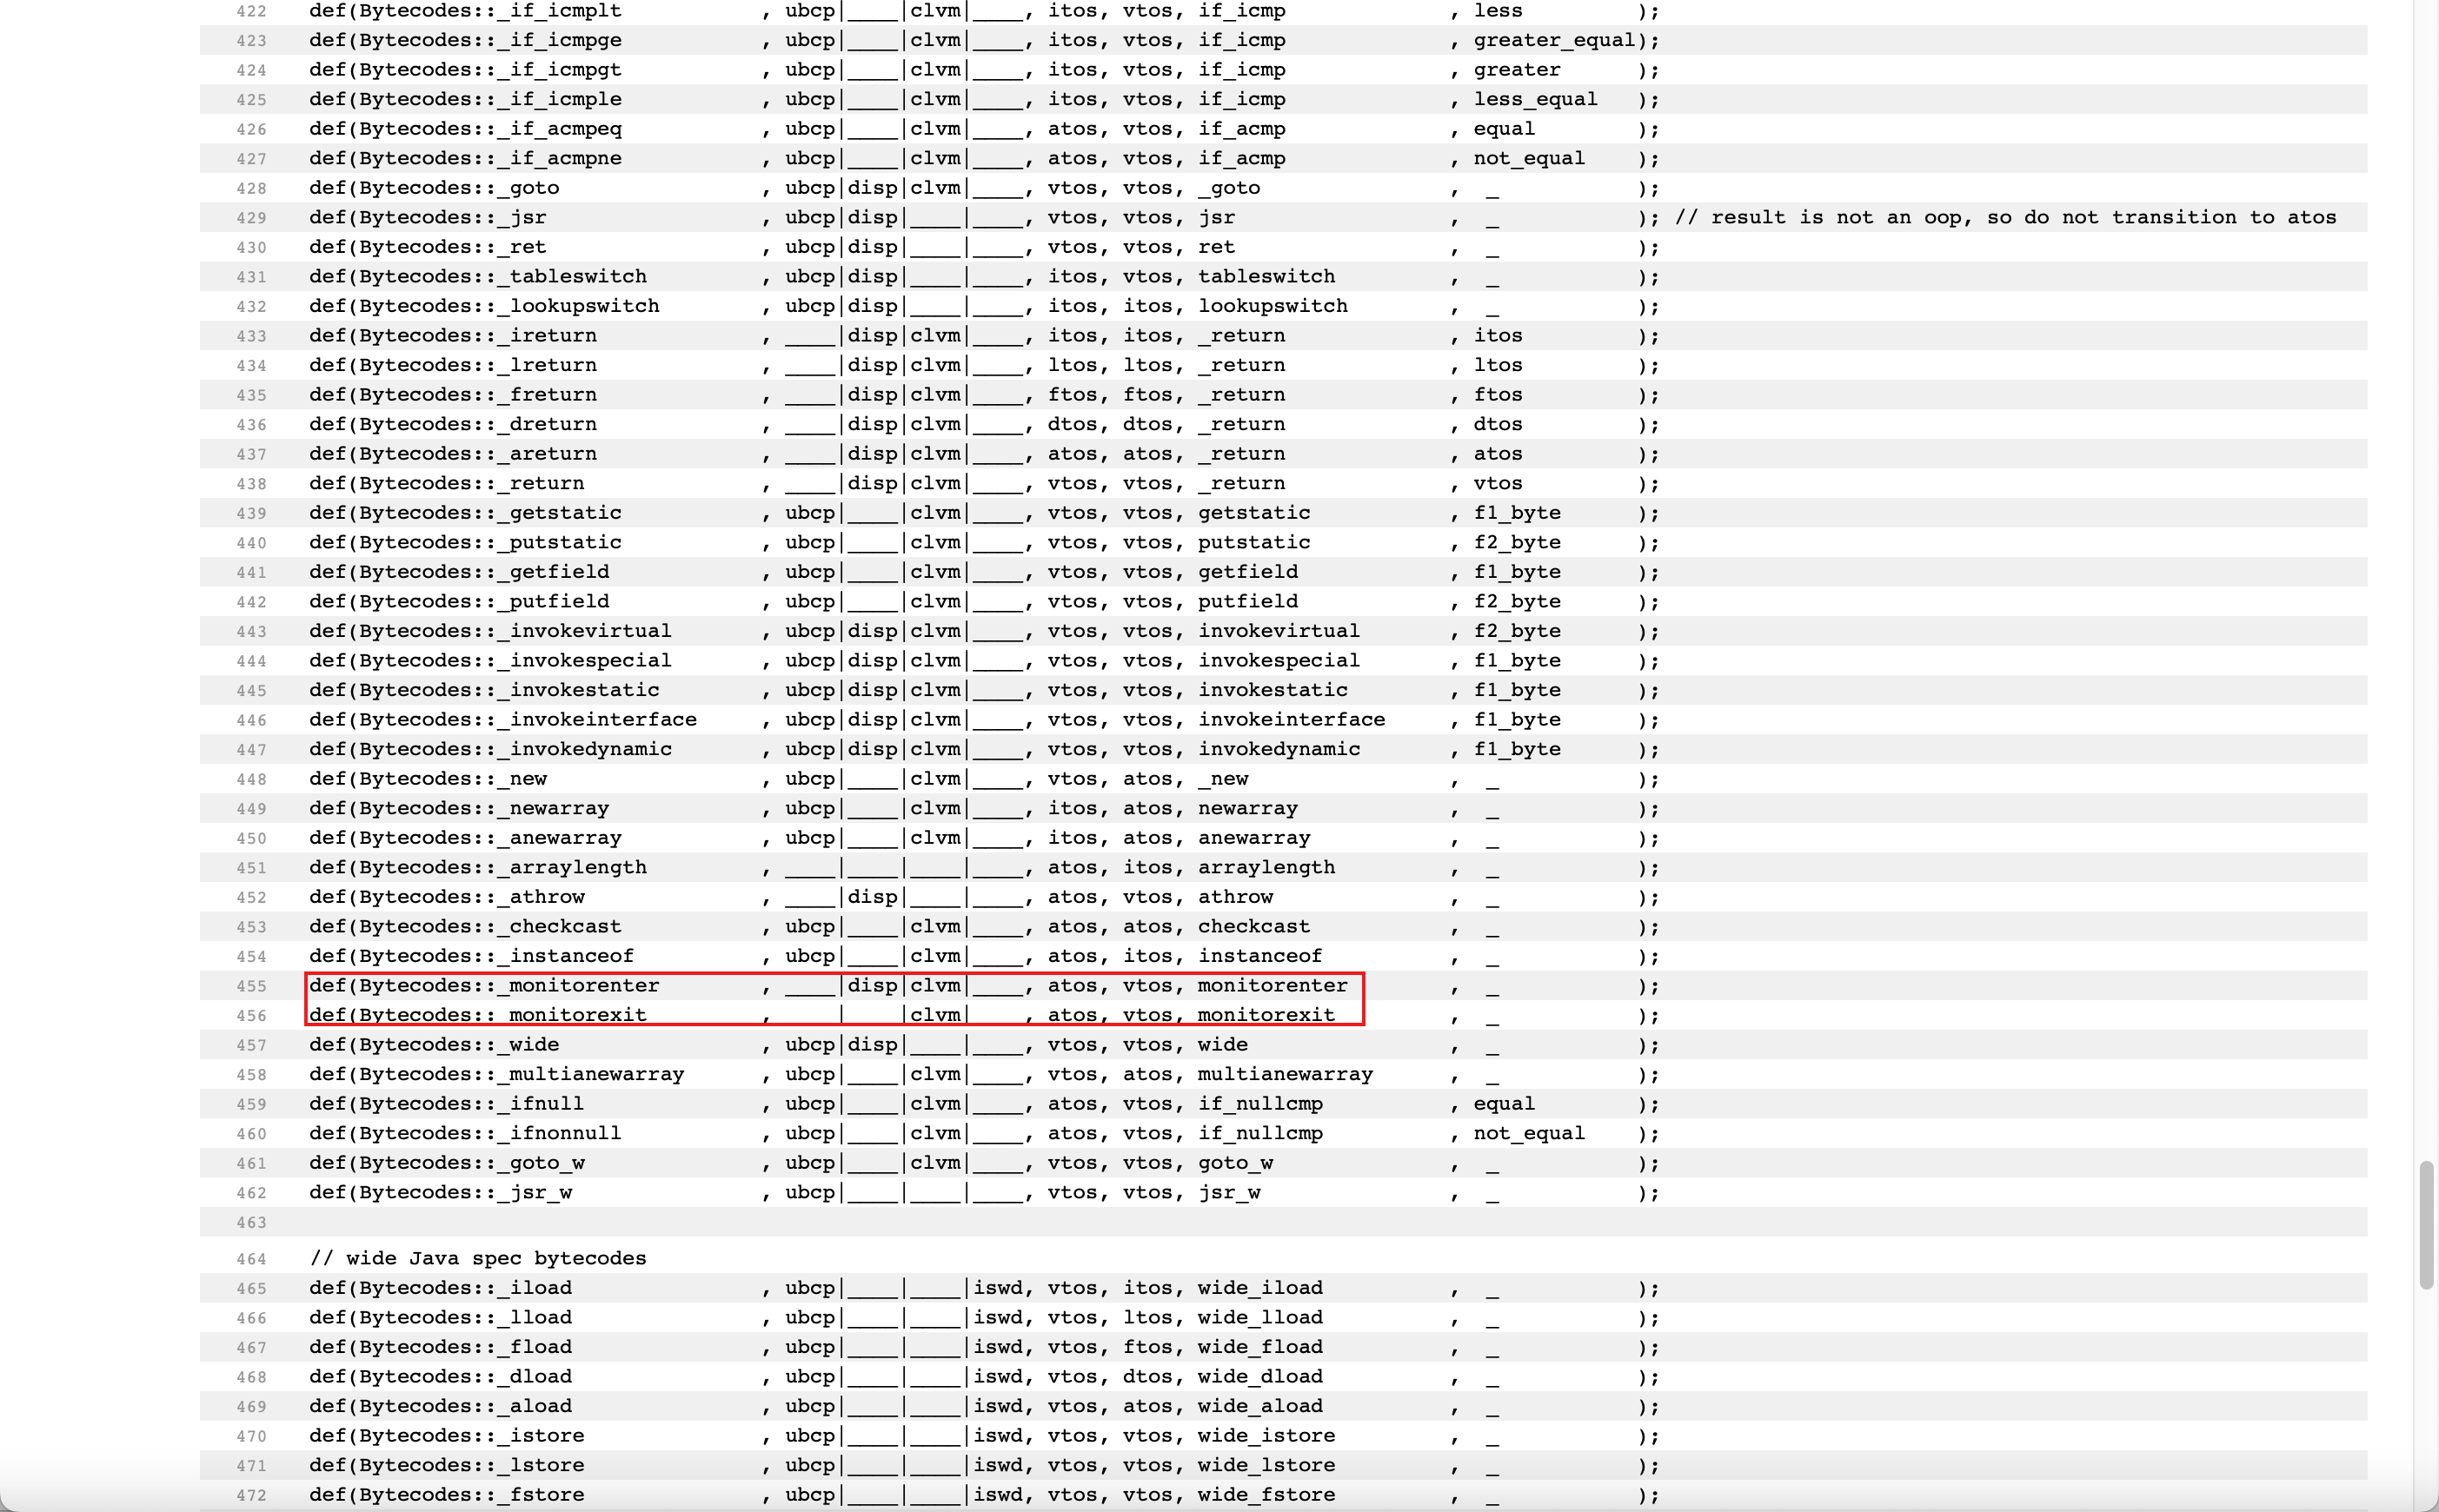 422 def(Bytecodes::_if_icmplt , ubcp|____|clvm|____, itos, vtos, if_icmp , less );
423 def(Bytecodes::_if_icmpge , ubcp|____|clvm|____, itos, vtos, if_icmp , greater_equal);
424 def(Bytecodes::_if_icmpgt , ubcp|____|clvm|____, itos, vtos, if_icmp , greater );
425 def(Bytecodes::_if_icmple , ubcp|____|clvm|____, itos, vtos, if_icmp , less_equal );
426 def(Bytecodes::_if_acmpeq , ubcp|____|clvm|____, atos, vtos, if_acmp , equal );
427 def(Bytecodes::_if_acmpne , ubcp|____|clvm|____, atos, vtos, if_acmp , not_equal );
428 def(Bytecodes::_goto , ubcp|disp|clvm|____, vtos, vtos, _goto , _ );
429 def(Bytecodes::_jsr , ubcp|disp|____|____, vtos, vtos, jsr , _ ); // result is not an oop, so do not transition to atos
430 def(Bytecodes::_ret , ubcp|disp|____|____, vtos, vtos, ret , _ );
431 def(Bytecodes::_tableswitch , ubcp|disp|____|____, itos, vtos, tableswitch , _ );
432 def(Bytecodes::_lookupswitch , ubcp|disp|____|____, itos, itos, lookupswitch , _ );
433 def(Bytecodes::_ireturn , ____|disp|clvm|____, itos, itos, _return , itos );
434 def(Bytecodes::_lreturn , ____|disp|clvm|____, ltos, ltos, _return , ltos );
435 def(Bytecodes::_freturn , ____|disp|clvm|____, ftos, ftos, _return , ftos );
436 def(Bytecodes::_dreturn , ____|disp|clvm|____, dtos, dtos, _return , dtos );
437 def(Bytecodes::_areturn , ____|disp|clvm|____, atos, atos, _return , atos );
438 def(Bytecodes::_return , ____|disp|clvm|____, vtos, vtos, _return , vtos );
439 def(Bytecodes::_getstatic , ubcp|____|clvm|____, vtos, vtos, getstatic , f1_byte );
440 def(Bytecodes::_putstatic , ubcp|____|clvm|____, vtos, vtos, putstatic , f2_byte );
441 def(Bytecodes::_getfield , ubcp|____|clvm|____, vtos, vtos, getfield , f1_byte );
442 def(Bytecodes::_putfield , ubcp|____|clvm|____, vtos, vtos, putfield , f2_byte );
443 def(Bytecodes::_invokevirtual , ubcp|disp|clvm|____, vtos, vtos, invokevirtual , f2_byte );
444 def(Bytecodes::_invokespecial , ubcp|disp|clvm|____, vtos, vtos, invokespecial , f1_byte );
445 def(Bytecodes::_invokestatic , ubcp|disp|clvm|____, vtos, vtos, invokestatic , f1_byte );
446 def(Bytecodes::_invokeinterface , ubcp|disp|clvm|____, vtos, vtos, invokeinterface , f1_byte );
447 def(Bytecodes::_invokedynamic , ubcp|disp|clvm|____, vtos, vtos, invokedynamic , f1_byte );
448 def(Bytecodes::_new , ubcp|____|clvm|____, vtos, atos, _new , _ );
449 def(Bytecodes::_newarray , ubcp|____|clvm|____, itos, atos, newarray , _ );
450 def(Bytecodes::_anewarray , ubcp|____|clvm|____, itos, atos, anewarray , _ );
451 def(Bytecodes::_arraylength , ____|____|____|____, atos, itos, arraylength , _ );
452 def(Bytecodes::_athrow , ____|disp|____|____, atos, vtos, athrow , _ );
453 def(Bytecodes::_checkcast , ubcp|____|clvm|____, atos, atos, checkcast , _ );
454 def(Bytecodes::_instanceof , ubcp|____|clvm|____, atos, itos, instanceof , _ );
455 def(Bytecodes::_monitorenter , ____|disp|clvm|____, atos, vtos, monitorenter , _ );
456 def(Bytecodes::_monitorexit , ____|____|clvm|____, atos, vtos, monitorexit , _ );
457 def(Bytecodes::_wide , ubcp|disp|____|____, vtos, vtos, wide , _ );
458 def(Bytecodes::_multianewarray , ubcp|____|clvm|____, vtos, atos, multianewarray , _ );
459 def(Bytecodes::_ifnull , ubcp|____|clvm|____, atos, vtos, if_nullcmp , equal );
460 def(Bytecodes::_ifnonnull , ubcp|____|clvm|____, atos, vtos, if_nullcmp , not_equal );
461 def(Bytecodes::_goto_w , ubcp|____|clvm|____, vtos, vtos, goto_w , _ );
462 def(Bytecodes::_jsr_w , ubcp|____|____|____, vtos, vtos, jsr_w , _ );
463
464 // wide Java spec bytecodes
465 def(Bytecodes::_iload , ubcp|____|____|iswd, vtos, itos, wide_iload , _ );
466 def(Bytecodes::_lload , ubcp|____|____|iswd, vtos, ltos, wide_lload , _ );
467 def(Bytecodes::_fload , ubcp|____|____|iswd, vtos, ftos, wide_fload , _ );
468 def(Bytecodes::_dload , ubcp|____|____|iswd, vtos, dtos, wide_dload , _ );
469 def(Bytecodes::_aload , ubcp|____|____|iswd, vtos, atos, wide_aload , _ );
470 def(Bytecodes::_istore , ubcp|____|____|iswd, vtos, vtos, wide_istore , _ );
471 def(Bytecodes::_lstore , ubcp|____|____|iswd, vtos, vtos, wide_lstore , _ );
472 def(Bytecodes::_fstore , ubcp|____|____|iswd, vtos, vtos, wide_fstore , _ );